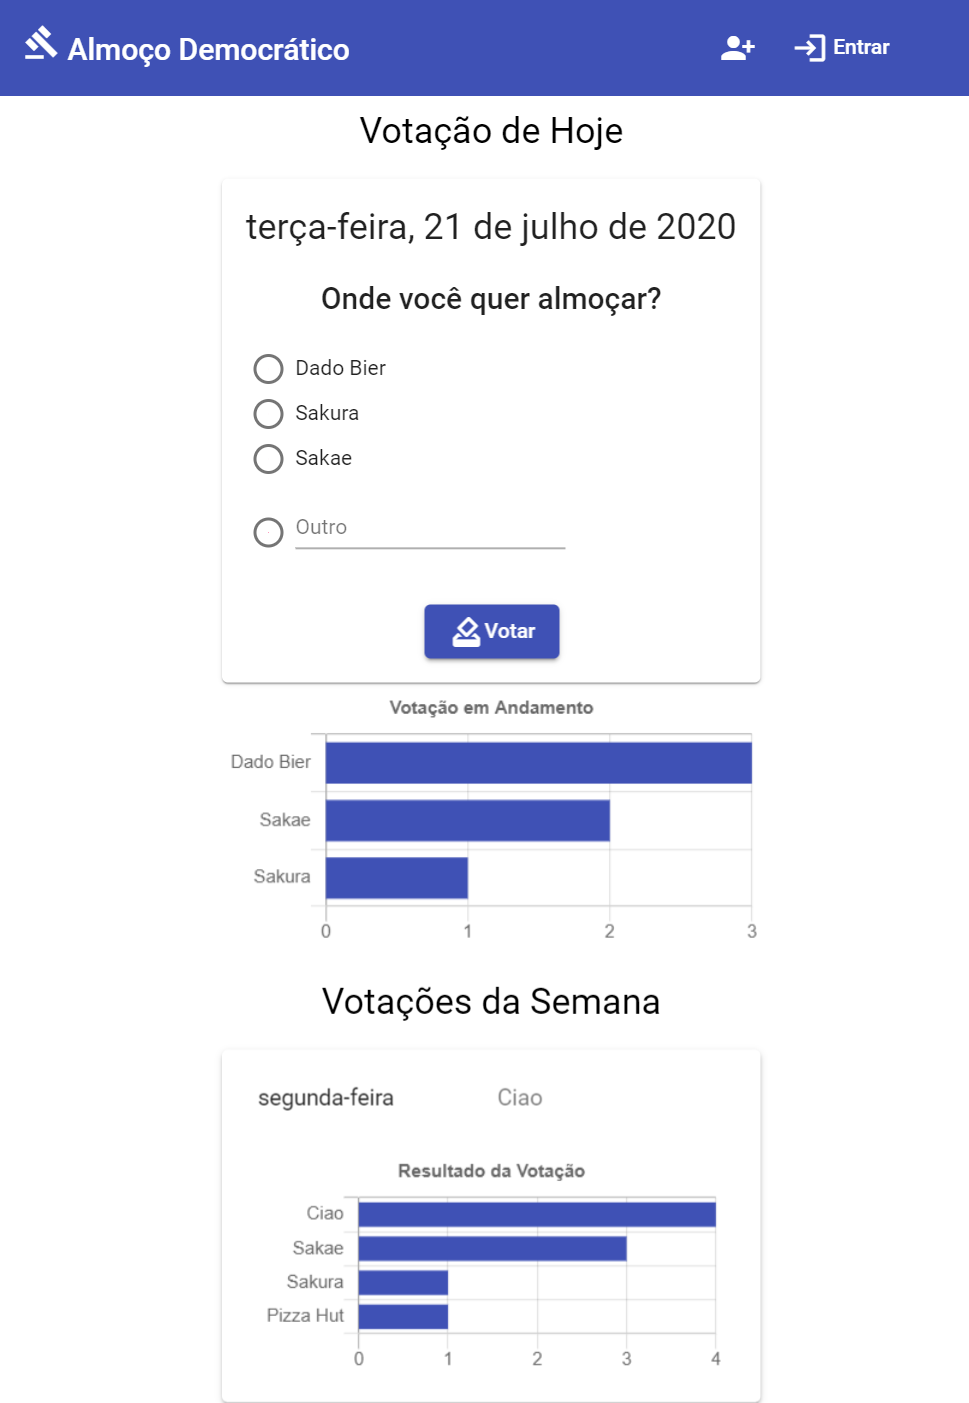 Almoço Democrático
Entrar
Votação de Hoje
terça-feira, 21 de julho de 2020
Onde você quer almoçar?
Dado Bier
Sakura
Sakae
Outro
Votar
Votação em Andamento
Dado Bier
Sakae
Sakura
0 1 2 3
Votações da Semana
segunda-feira Ciao
Resultado da Votação
Ciao
Sakae
Sakura
Pizza Hut
0 1 2 3 4